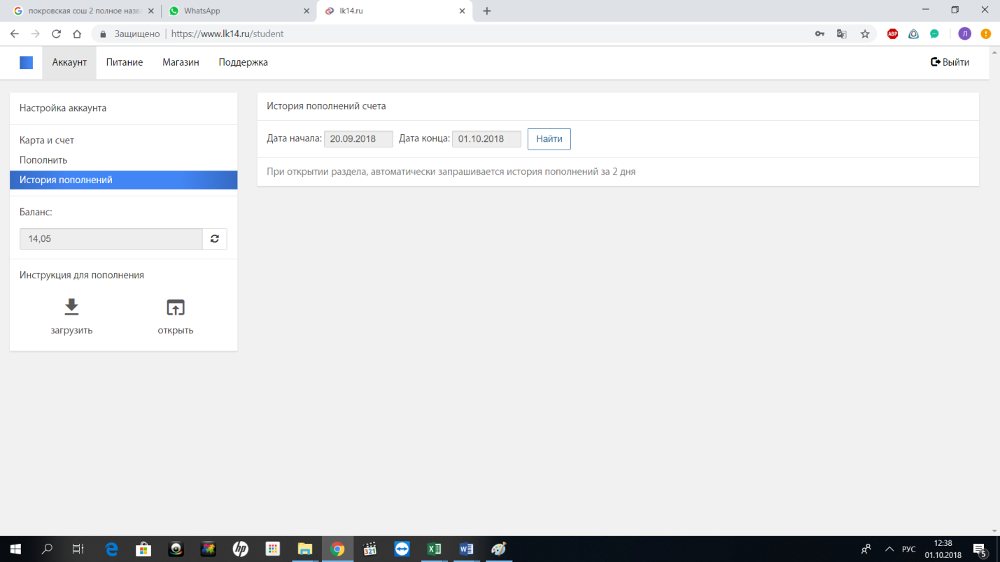 покровская сош 2 полное назв
WhatsApp
lk14.ru
Защищено | https://www.lk14.ru/student
ABP
Л
Аккаунт Питание Магазин Поддержка Выйти
Настройка аккаунта
Карта и счет
Пополнить
История пополнений
Баланс:
14,05
Инструкция для пополнения
загрузить открыть
История пополнений счета
Дата начала: 20.09.2018 Дата конца: 01.10.2018 Найти
При открытии раздела, автоматически запрашивается история пополнений за 2 дня
hp
321
РУС
12:38
01.10.2018
5